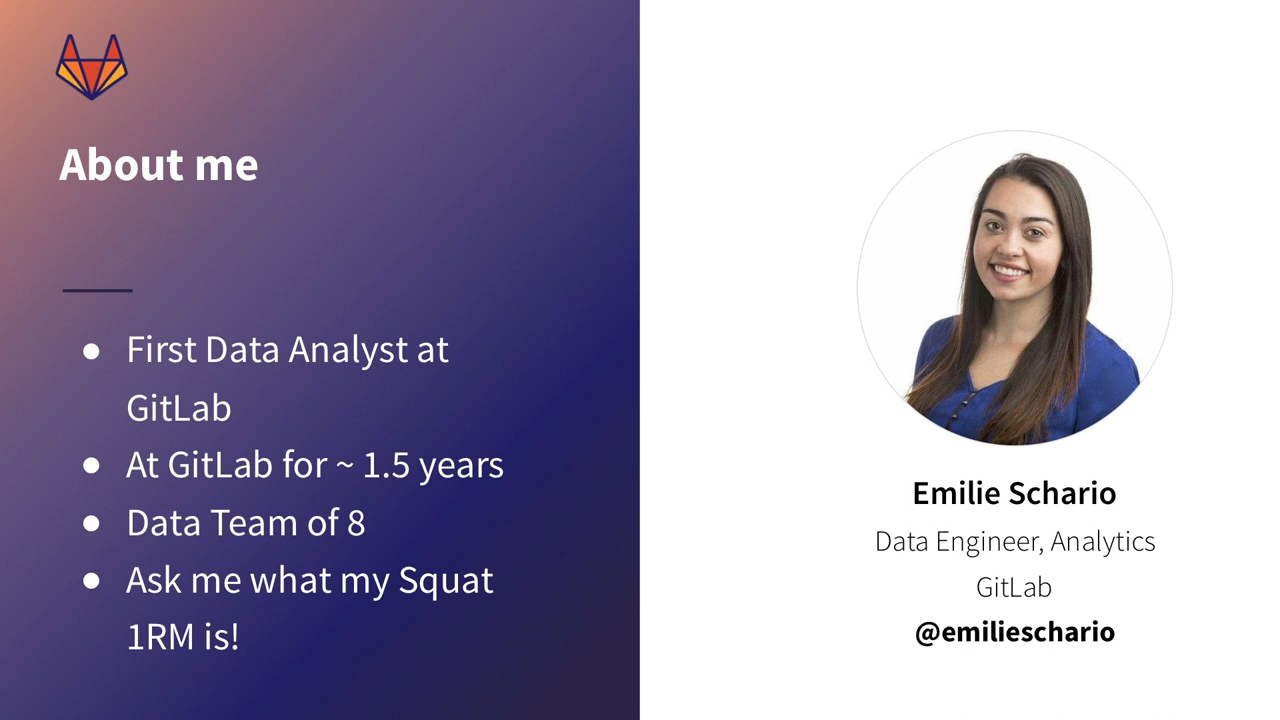 About me
● First Data Analyst at
GitLab
● At GitLab for ~ 1.5 years
● Data Team of 8
● Ask me what my Squat
1RM is!
Emilie Schario
Data Engineer, Analytics
GitLab
@emilieschario